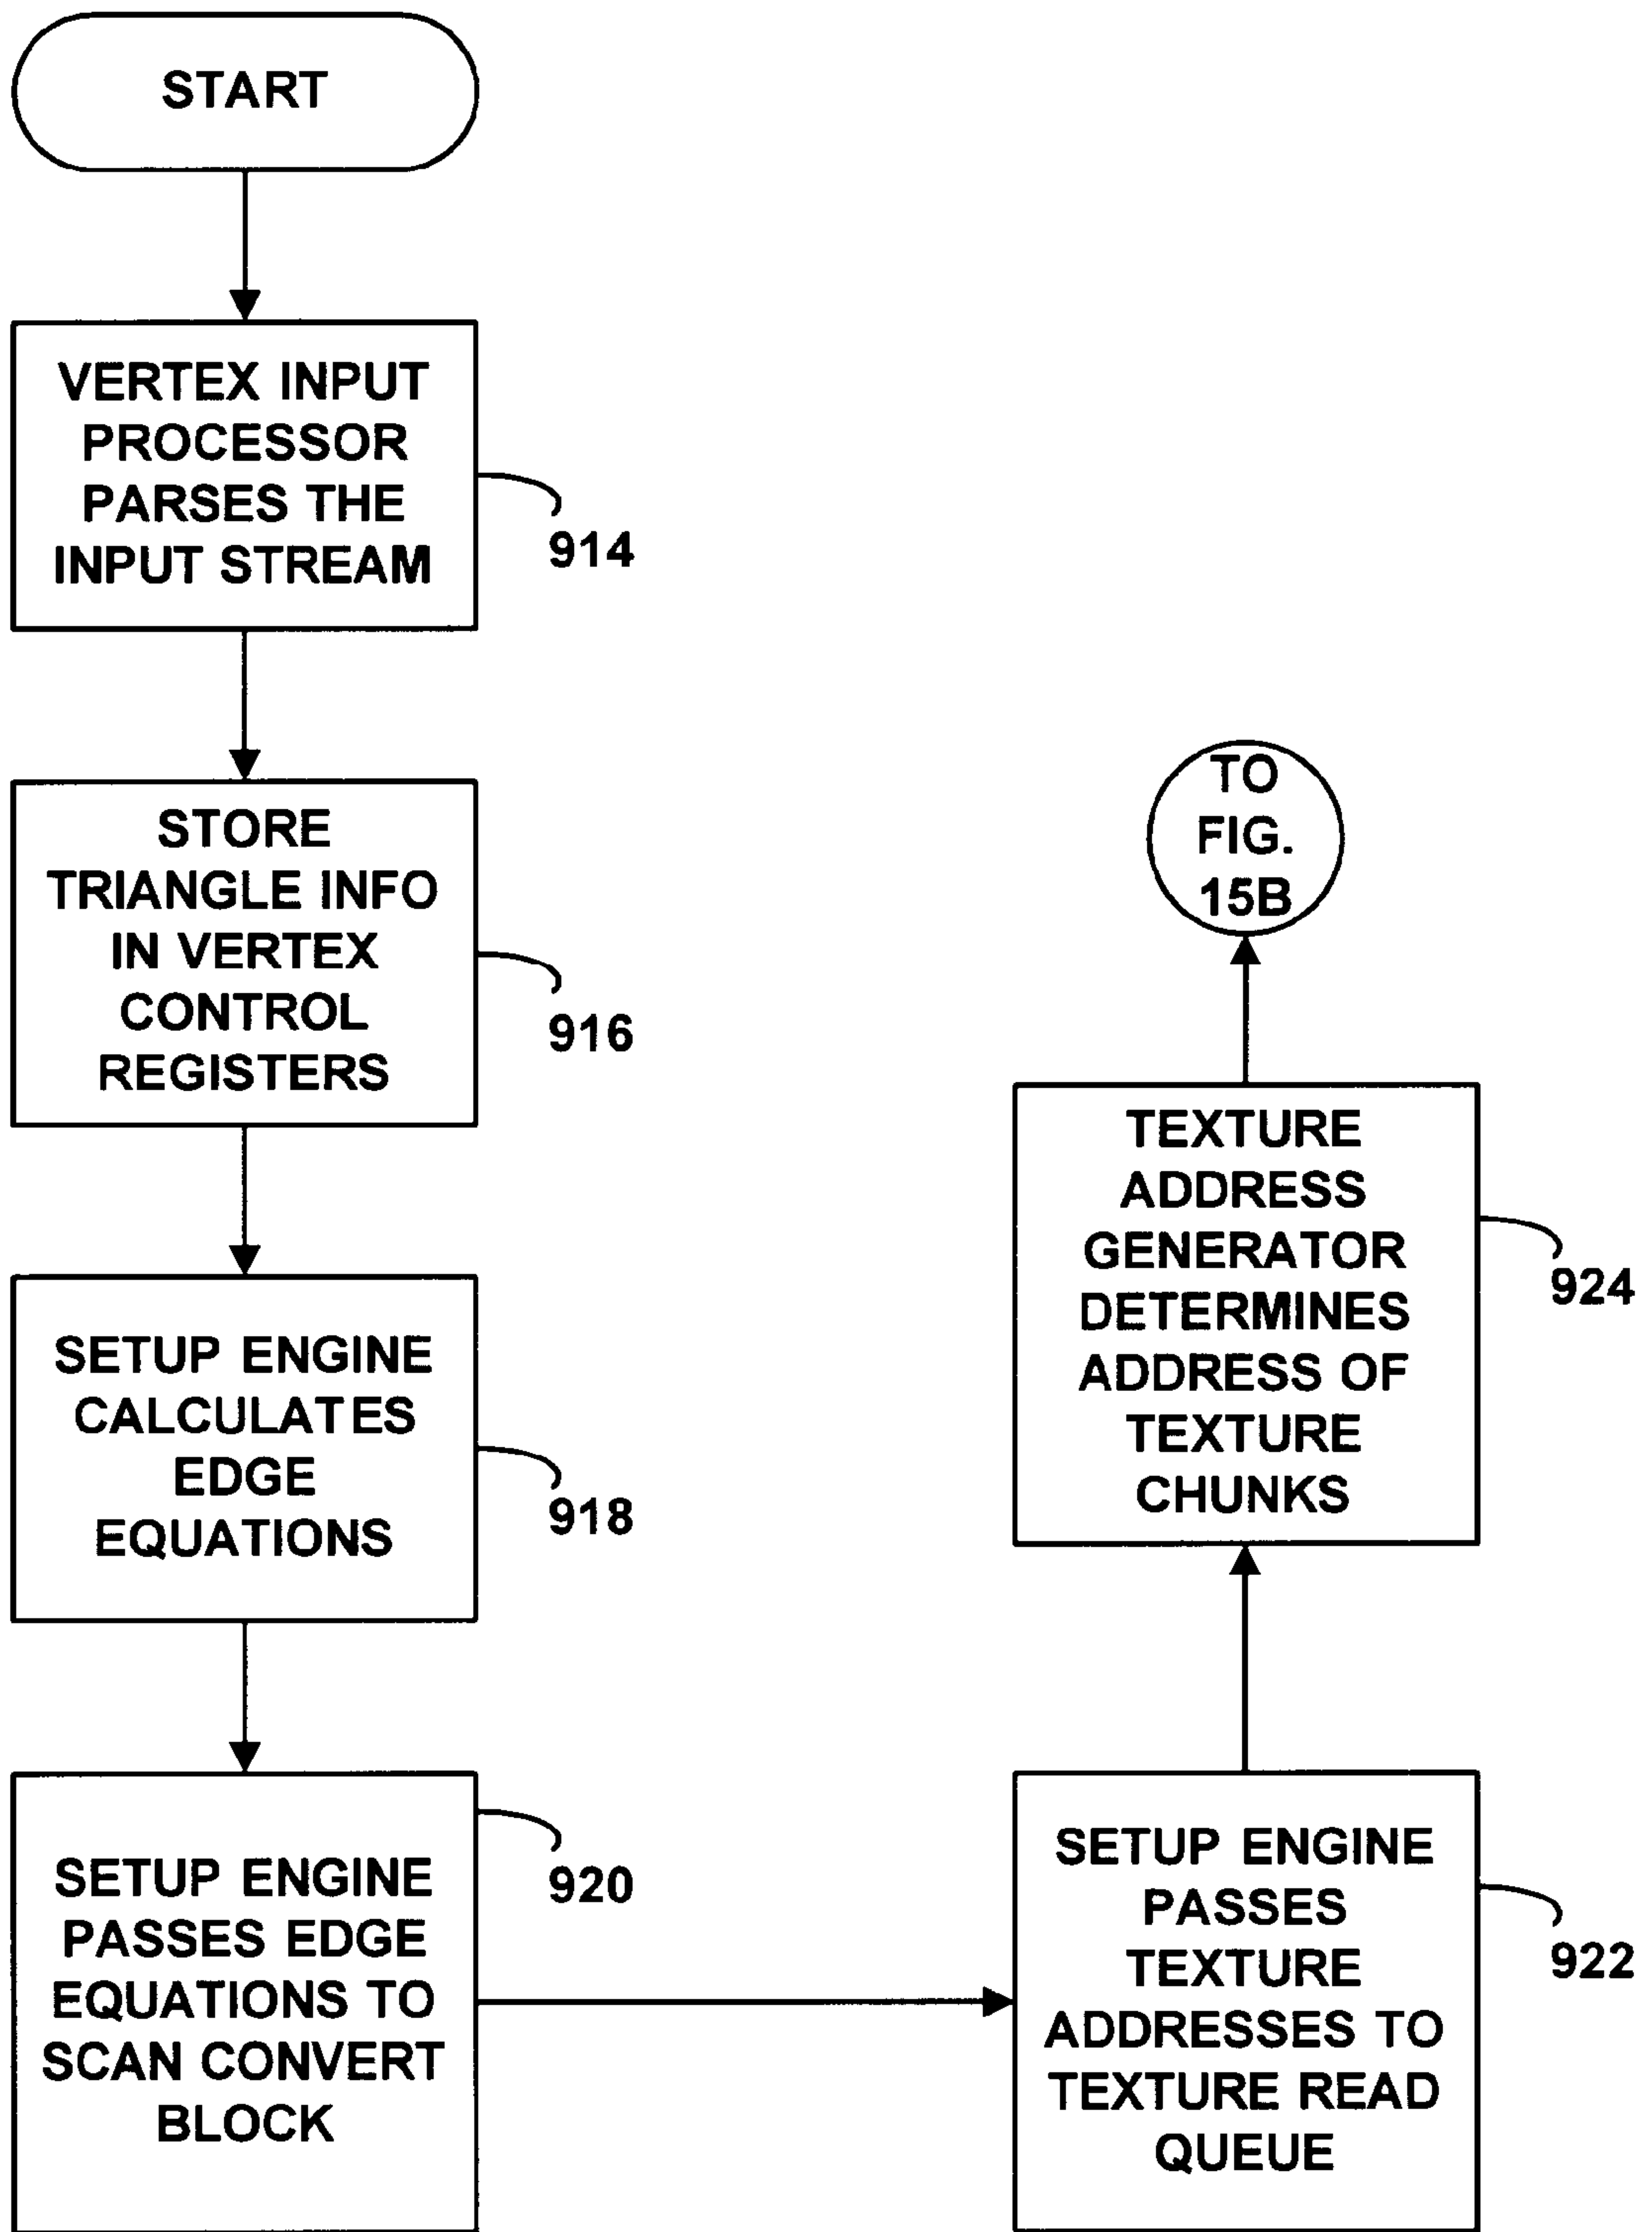 START
VERTEX INPUT
PROCESSOR
PARSES THE
INPUT STREAM
914
STORE
TRIANGLE INFO
IN VERTEX
CONTROL
REGISTERS
916
SETUP ENGINE
CALCULATES
EDGE
EQUATIONS
918
SETUP ENGINE
PASSES EDGE
EQUATIONS TO
SCAN CONVERT
BLOCK
920
SETUP ENGINE
PASSES
TEXTURE
ADDRESSES TO
TEXTURE READ
QUEUE
922
TEXTURE
ADDRESS
GENERATOR
DETERMINES
ADDRESS OF
TEXTURE
CHUNKS
924
TO
FIG.
15B